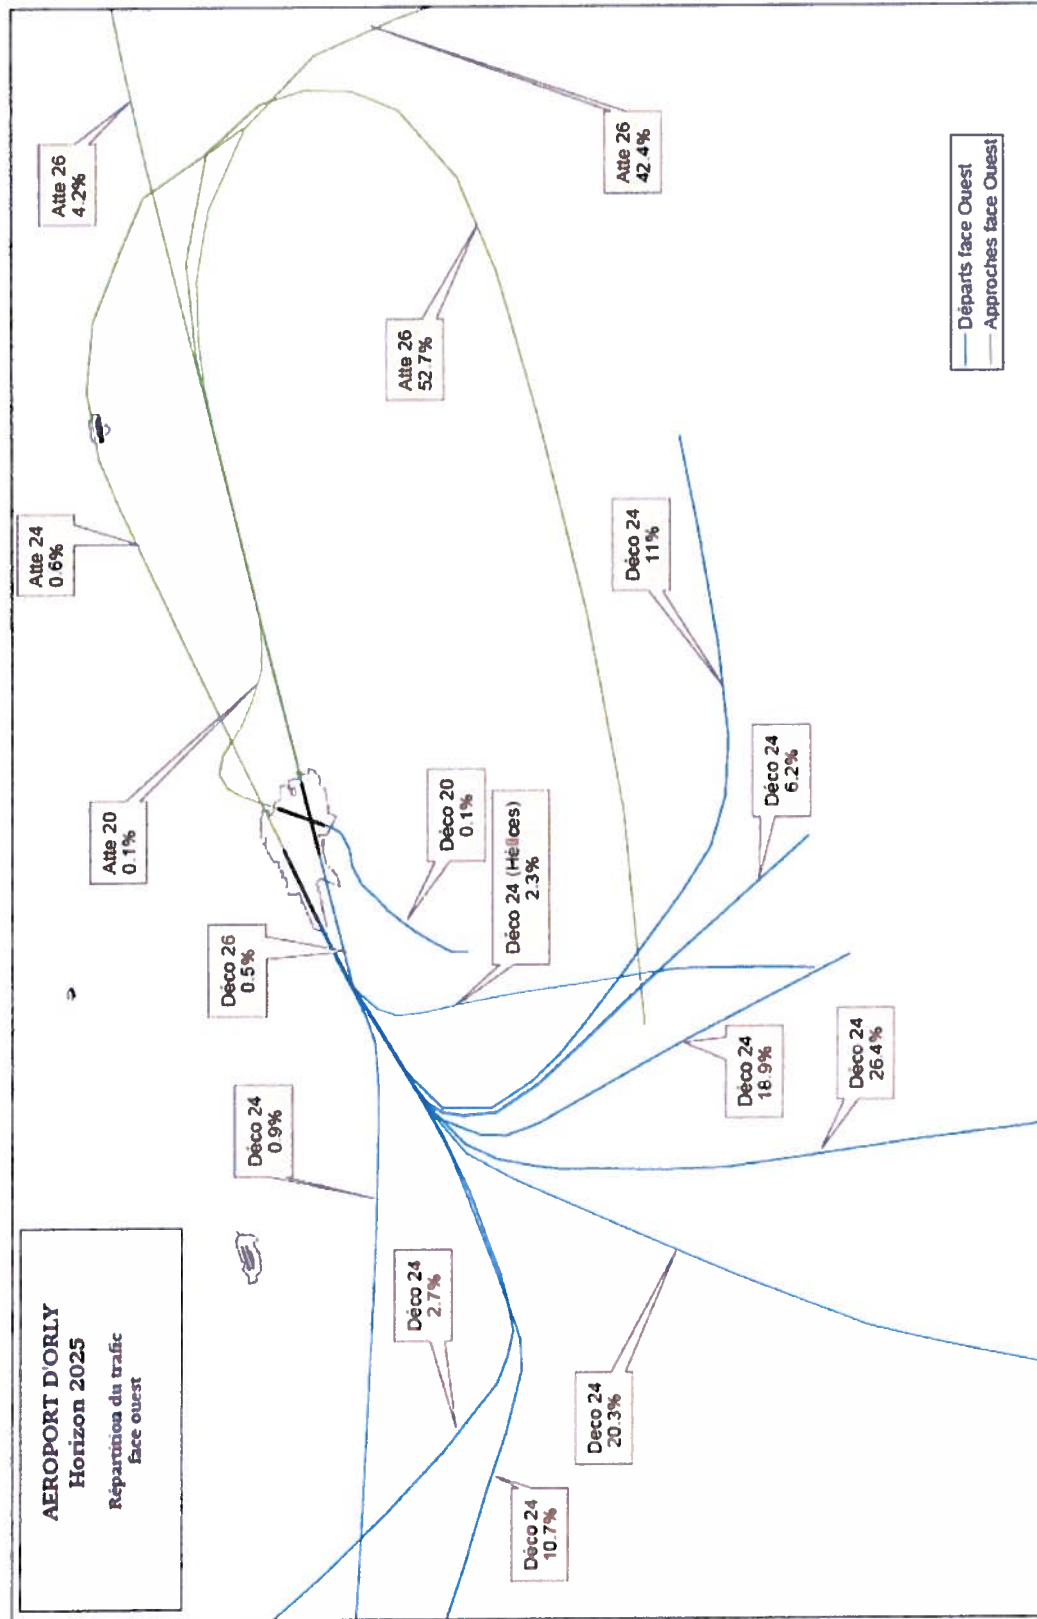 AEROPORT D'ORLY
Horizon 2025
Répartition du trafic
face ouest
Atte 26
4.2%
Atte 26
42.4%
Atte 26
52.7%
Atte 24
0.6%
Atte 20
0.1%
Déco 20
0.1%
Déco 24 (Hélices)
2.3%
Déco 26
0.5%
Déco 24
0.9%
Déco 24
2.7%
Déco 24
10.7%
Deco 24
20.3%
Déco 24
26.4%
Déco 24
18.9%
Déco 24
6.2%
Déco 24
11%
Départs face Ouest
Approches face Ouest